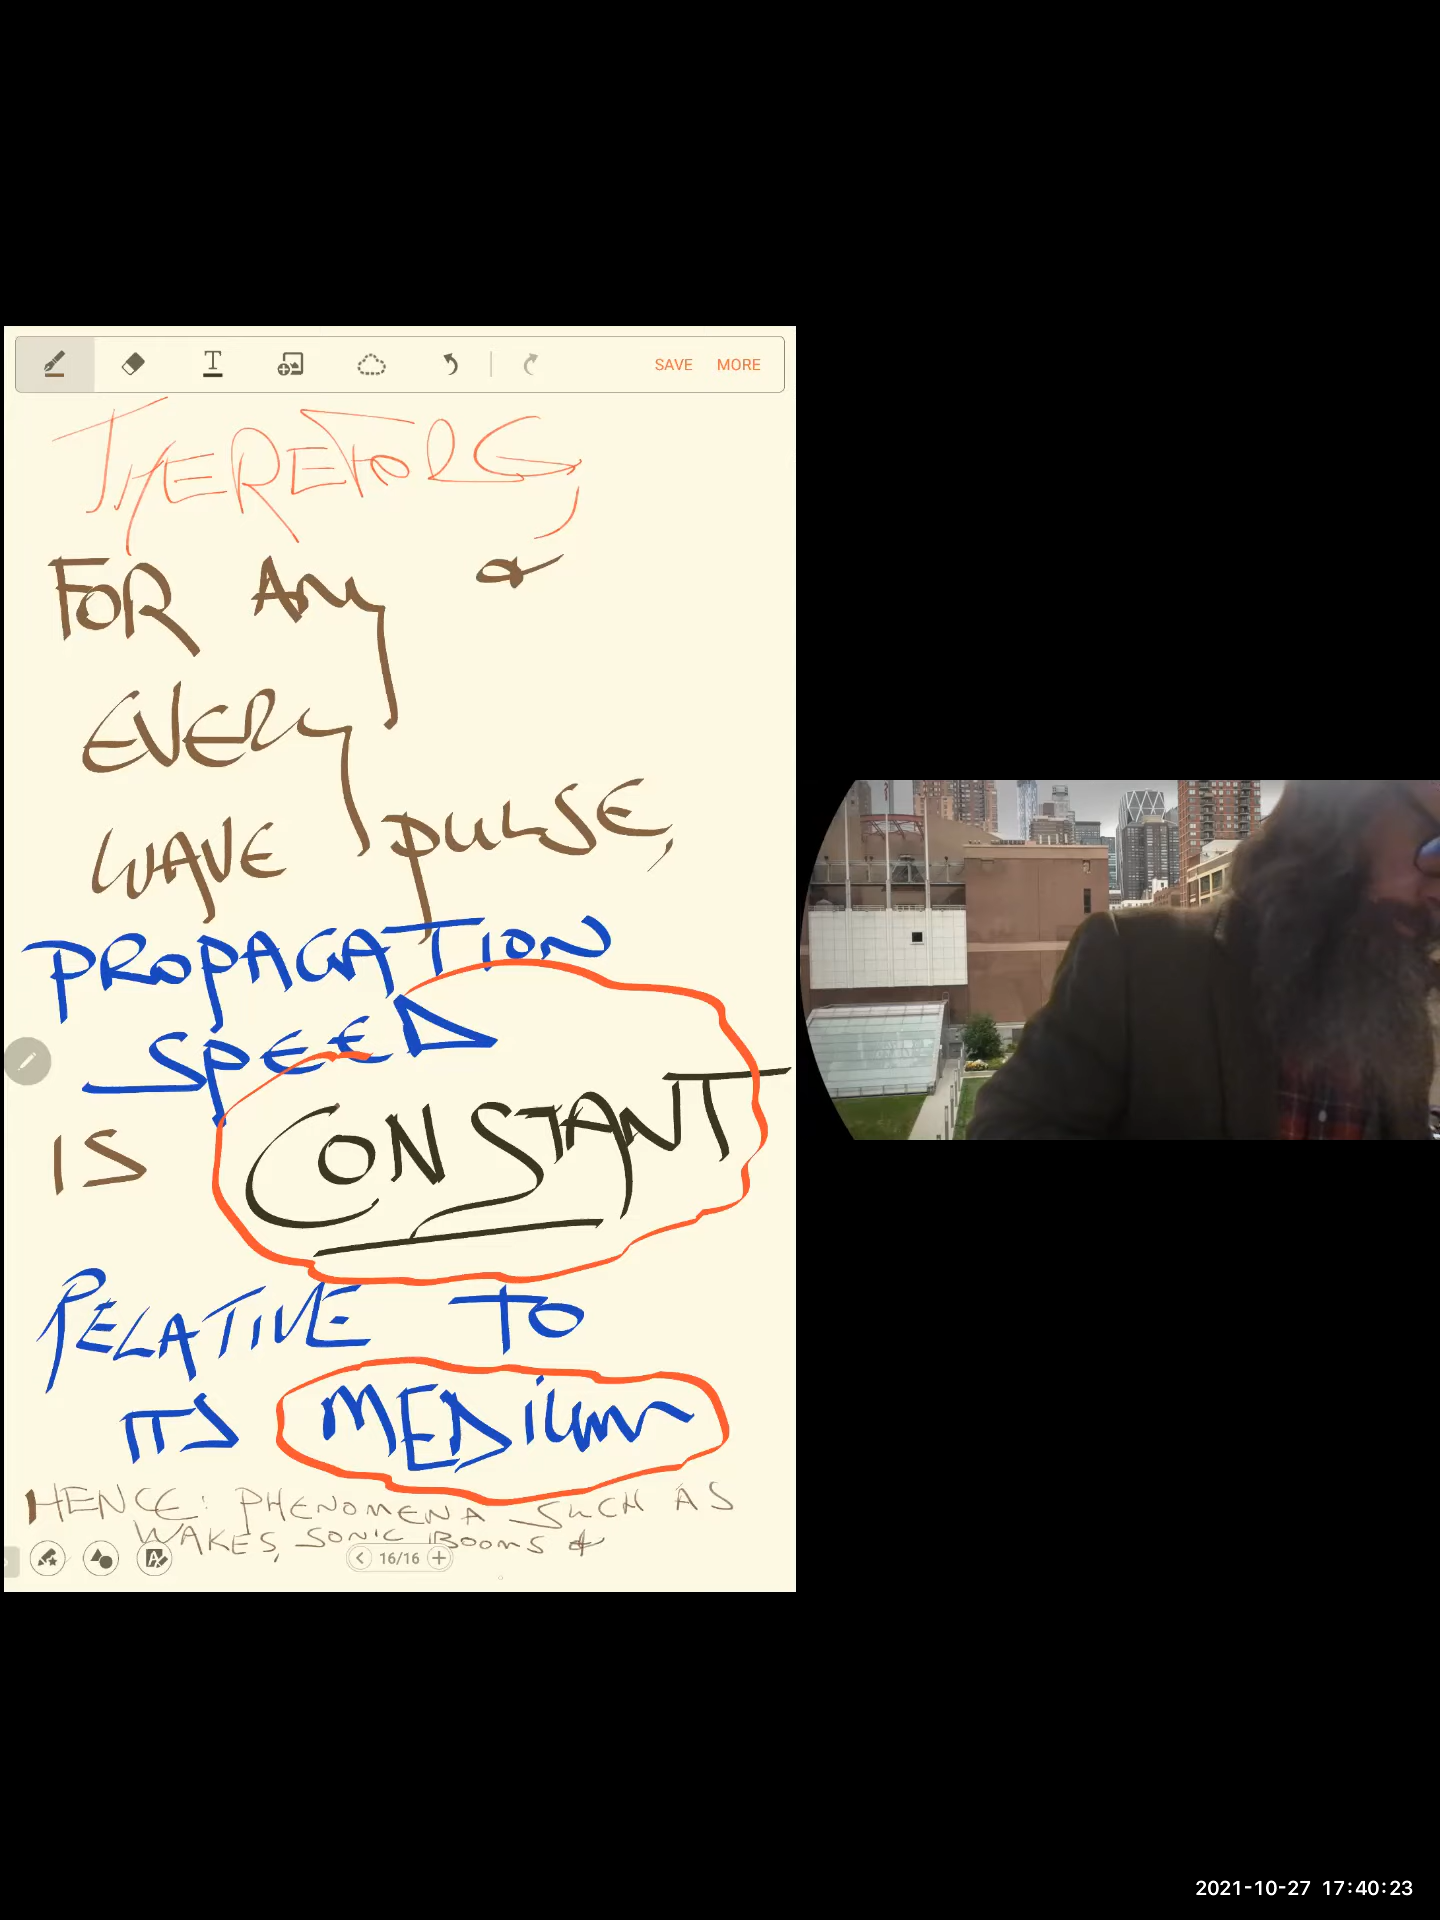 T
SAVE MORE
THEREFORE,
FOR ANY &
EVERY
WAVE PULSE,
PROPAGATION
SPEED
IS CONSTANT
RELATIVE TO
ITS MEDIUM
HENCE: PHENOMENA SUCH AS
WAKES, SONIC BOOMS &
A
16/16
2021-10-27 17:40:23